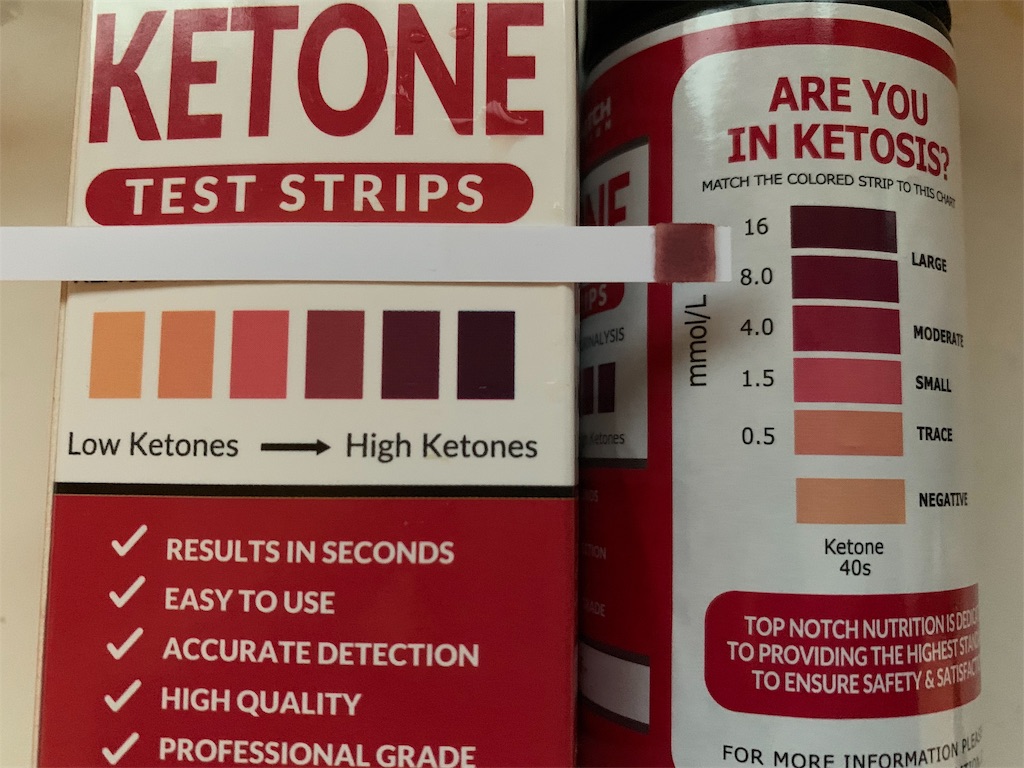 KETONE
TEST STRIPS
Low Ketones
High Ketones
RESULTS IN SECONDS
EASY TO USE
ACCURATE DETECTION
HIGH QUALITY
PROFESSIONAL GRADE
ARE YOU
IN KETOSIS?
MATCH THE COLORED STRIP TO THIS CHART
16
LARGE
8.0
4.0
MODERATE
1.5
SMALL
0.5
TRACE
NEGATIVE
mmol/L
Ketone
40s
TOP NOTCH NUTRITION IS
TO PROVIDING THE HIGHEST
TO ENSURE SAFETY &
FOR MORE INFORMATION